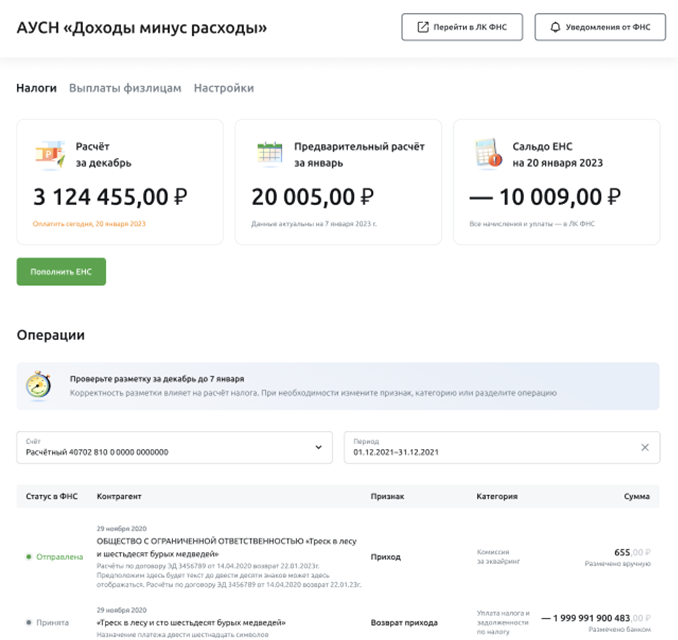 АУСН «Доходы минус расходы»
Перейти в ЛК ФНС
Уведомления от ФНС
Налоги Выплаты физлицам Настройки
Расчёт
за декабрь
3 124 455,00 ₽
Оплатить сегодня, 20 января 2023
Предварительный расчёт
за январь
20 005,00 ₽
Данные актуальны на 7 января 2023 г.
Сальдо ЕНС
на 20 января 2023
— 10 009,00 ₽
Все начисления и уплаты — в ЛК ФНС
Пополнить ЕНС
Операции
Проверьте разметку за декабрь до 7 января
Корректность разметки влияет на расчёт налога. При необходимости измените признак, категорию или разделите операцию
Счёт
Расчётный 40702 810 0 0000 0000000
Период
01.12.2021–31.12.2021
Статус в ФНС Контрагент Признак Категория Сумма
29 ноября 2020
Отправлена
ОБЩЕСТВО С ОГРАНИЧЕННОЙ ОТВЕТСТВЕННОСТЬЮ «Треск в лесу
и шестьдесят бурых медведей»
Расчёты по договору ЭД 3456789 от 14.04.2020 возврат 22.01.2023г.
Предположим здесь будет текст до двести десяти знаков может здесь
отображаться. Расчёты по договору ЭД 3456789 от 14.04.2020 возврат 22.01.23г.
Приход
Комиссия
за эквайринг
655,00 ₽
Размечено вручную
29 ноября 2020
Принята
«Треск в лесу и сто шестьдесят бурых медведей»
Назначение платежа двести шестнадцать символов
Возврат прихода
Уплата налога и
задолженности
по налогу
— 1 999 991 900 483,00 ₽
Размечено банком